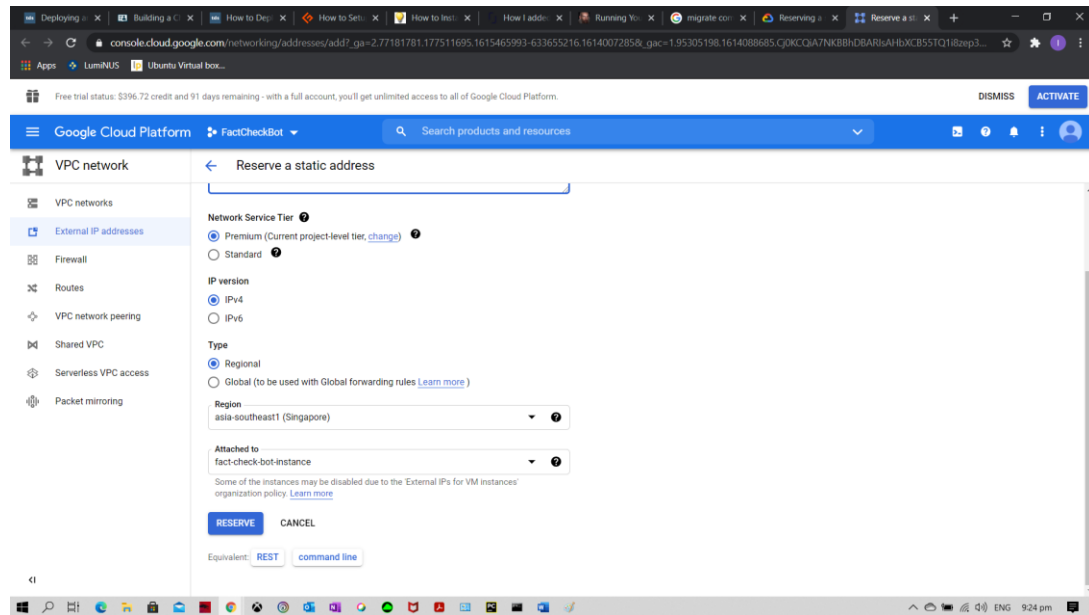 Deploying a
Building a C
How to Dep
How to Setu
How to Insta
How I added
Running You
migrate com
Reserving a
Reserve a sta
console.cloud.google.com/networking/addresses/add?_ga=2.77181781.177511695.1615465993-633655216.1614007285&_gac=1.95305198.1614088685.Cj0KCQiA7NKBBhDBARIsAHbXCB55TQ1i8zep3...
Apps LumiNUS Ubuntu Virtual box...
Free trial status: $396.72 credit and 91 days remaining - with a full account, you'll get unlimited access to all of Google Cloud Platform. DISMISS ACTIVATE
Google Cloud Platform FactCheckBot Search products and resources
VPC network Reserve a static address
VPC networks
External IP addresses
Firewall
Routes
VPC network peering
Shared VPC
Serverless VPC access
Packet mirroring
Network Service Tier
Premium (Current project-level tier, change)
Standard
IP version
IPv4
IPv6
Type
Regional
Global (to be used with Global forwarding rules Learn more )
Region
asia-southeast1 (Singapore)
Attached to
fact-check-bot-instance
Some of the instances may be disabled due to the 'External IPs for VM instances'
organization policy. Learn more
RESERVE CANCEL
Equivalent: REST command line
ENG 9:24 pm